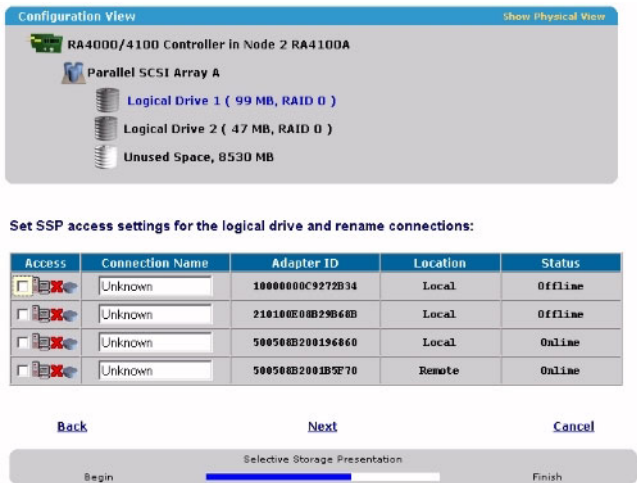 Configuration View Show Physical View
RA4000/4100 Controller in Node 2 RA4100A
Parallel SCSI Array A
Logical Drive 1 ( 99 MB, RAID 0 )
Logical Drive 2 ( 47 MB, RAID 0 )
Unused Space, 8530 MB
Set SSP access settings for the logical drive and rename connections:
Access Connection Name Adapter ID Location Status
Unknown 10000000C9272B34 Local Offline
Unknown 210100E08B29B68B Local Offline
Unknown 500508B200196860 Local Online
Unknown 500508B2001B5F70 Remote Online
Back Next Cancel
Selective Storage Presentation
Begin Finish